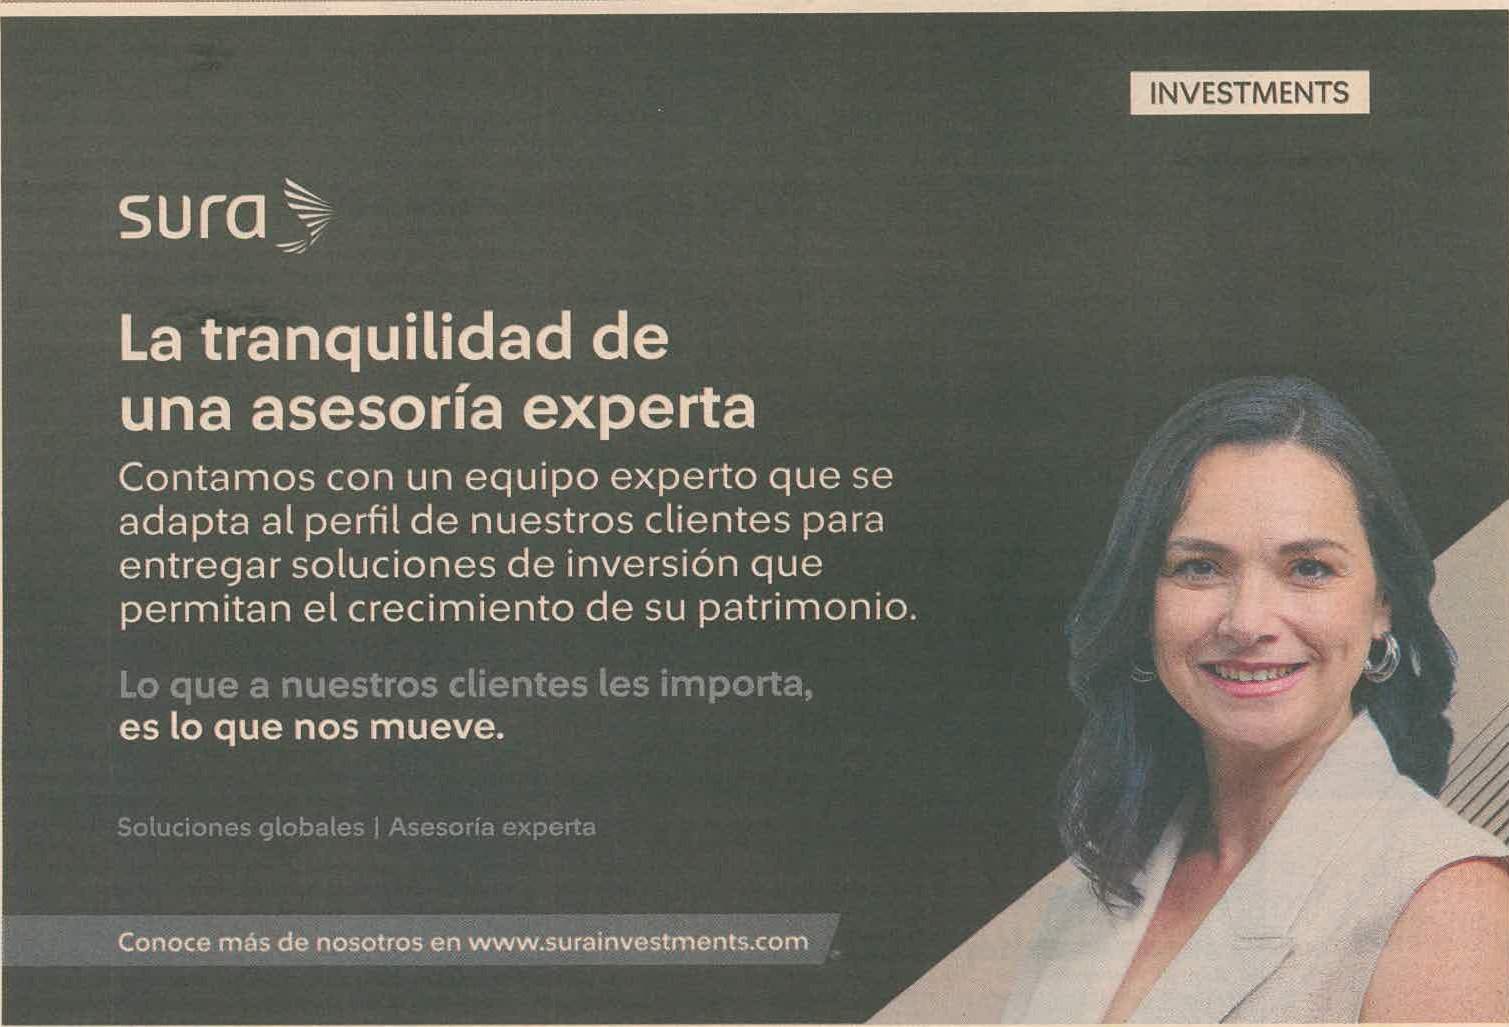 INVESTMENTS
sura
La tranquilidad de
una asesoría experta
Contamos con un equipo experto que se
adapta al perfil de nuestros clientes para
entregar soluciones de inversión que
permitan el crecimiento de su patrimonio.
Lo que a nuestros clientes les importa,
es lo que nos mueve.
Soluciones globales | Asesoría experta
Conoce más de nosotros en www.surainvestments.com